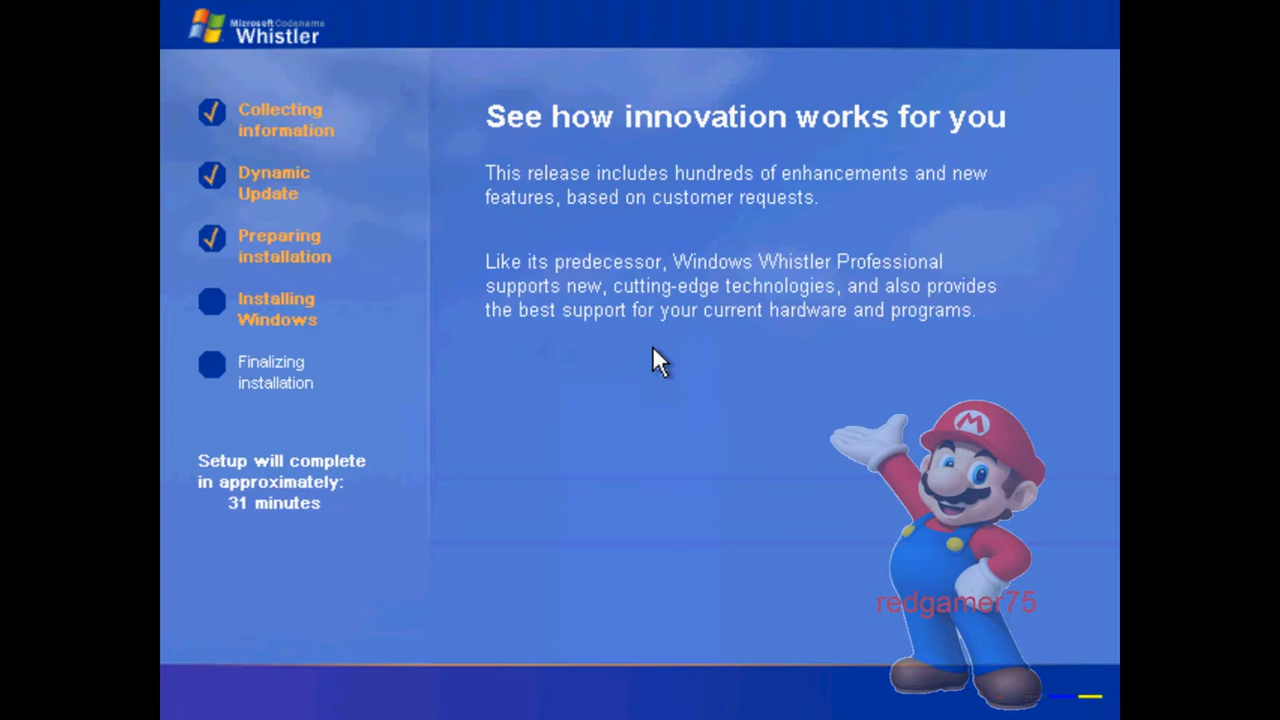 Microsoft Codename
Whistler
Collecting
information
Dynamic
Update
Preparing
installation
Installing
Windows
Finalizing
installation
Setup will complete
in approximately:
31 minutes
See how innovation works for you
This release includes hundreds of enhancements and new
features, based on customer requests.
Like its predecessor, Windows Whistler Professional
supports new, cutting-edge technologies, and also provides
the best support for your current hardware and programs.
M
redgamer75